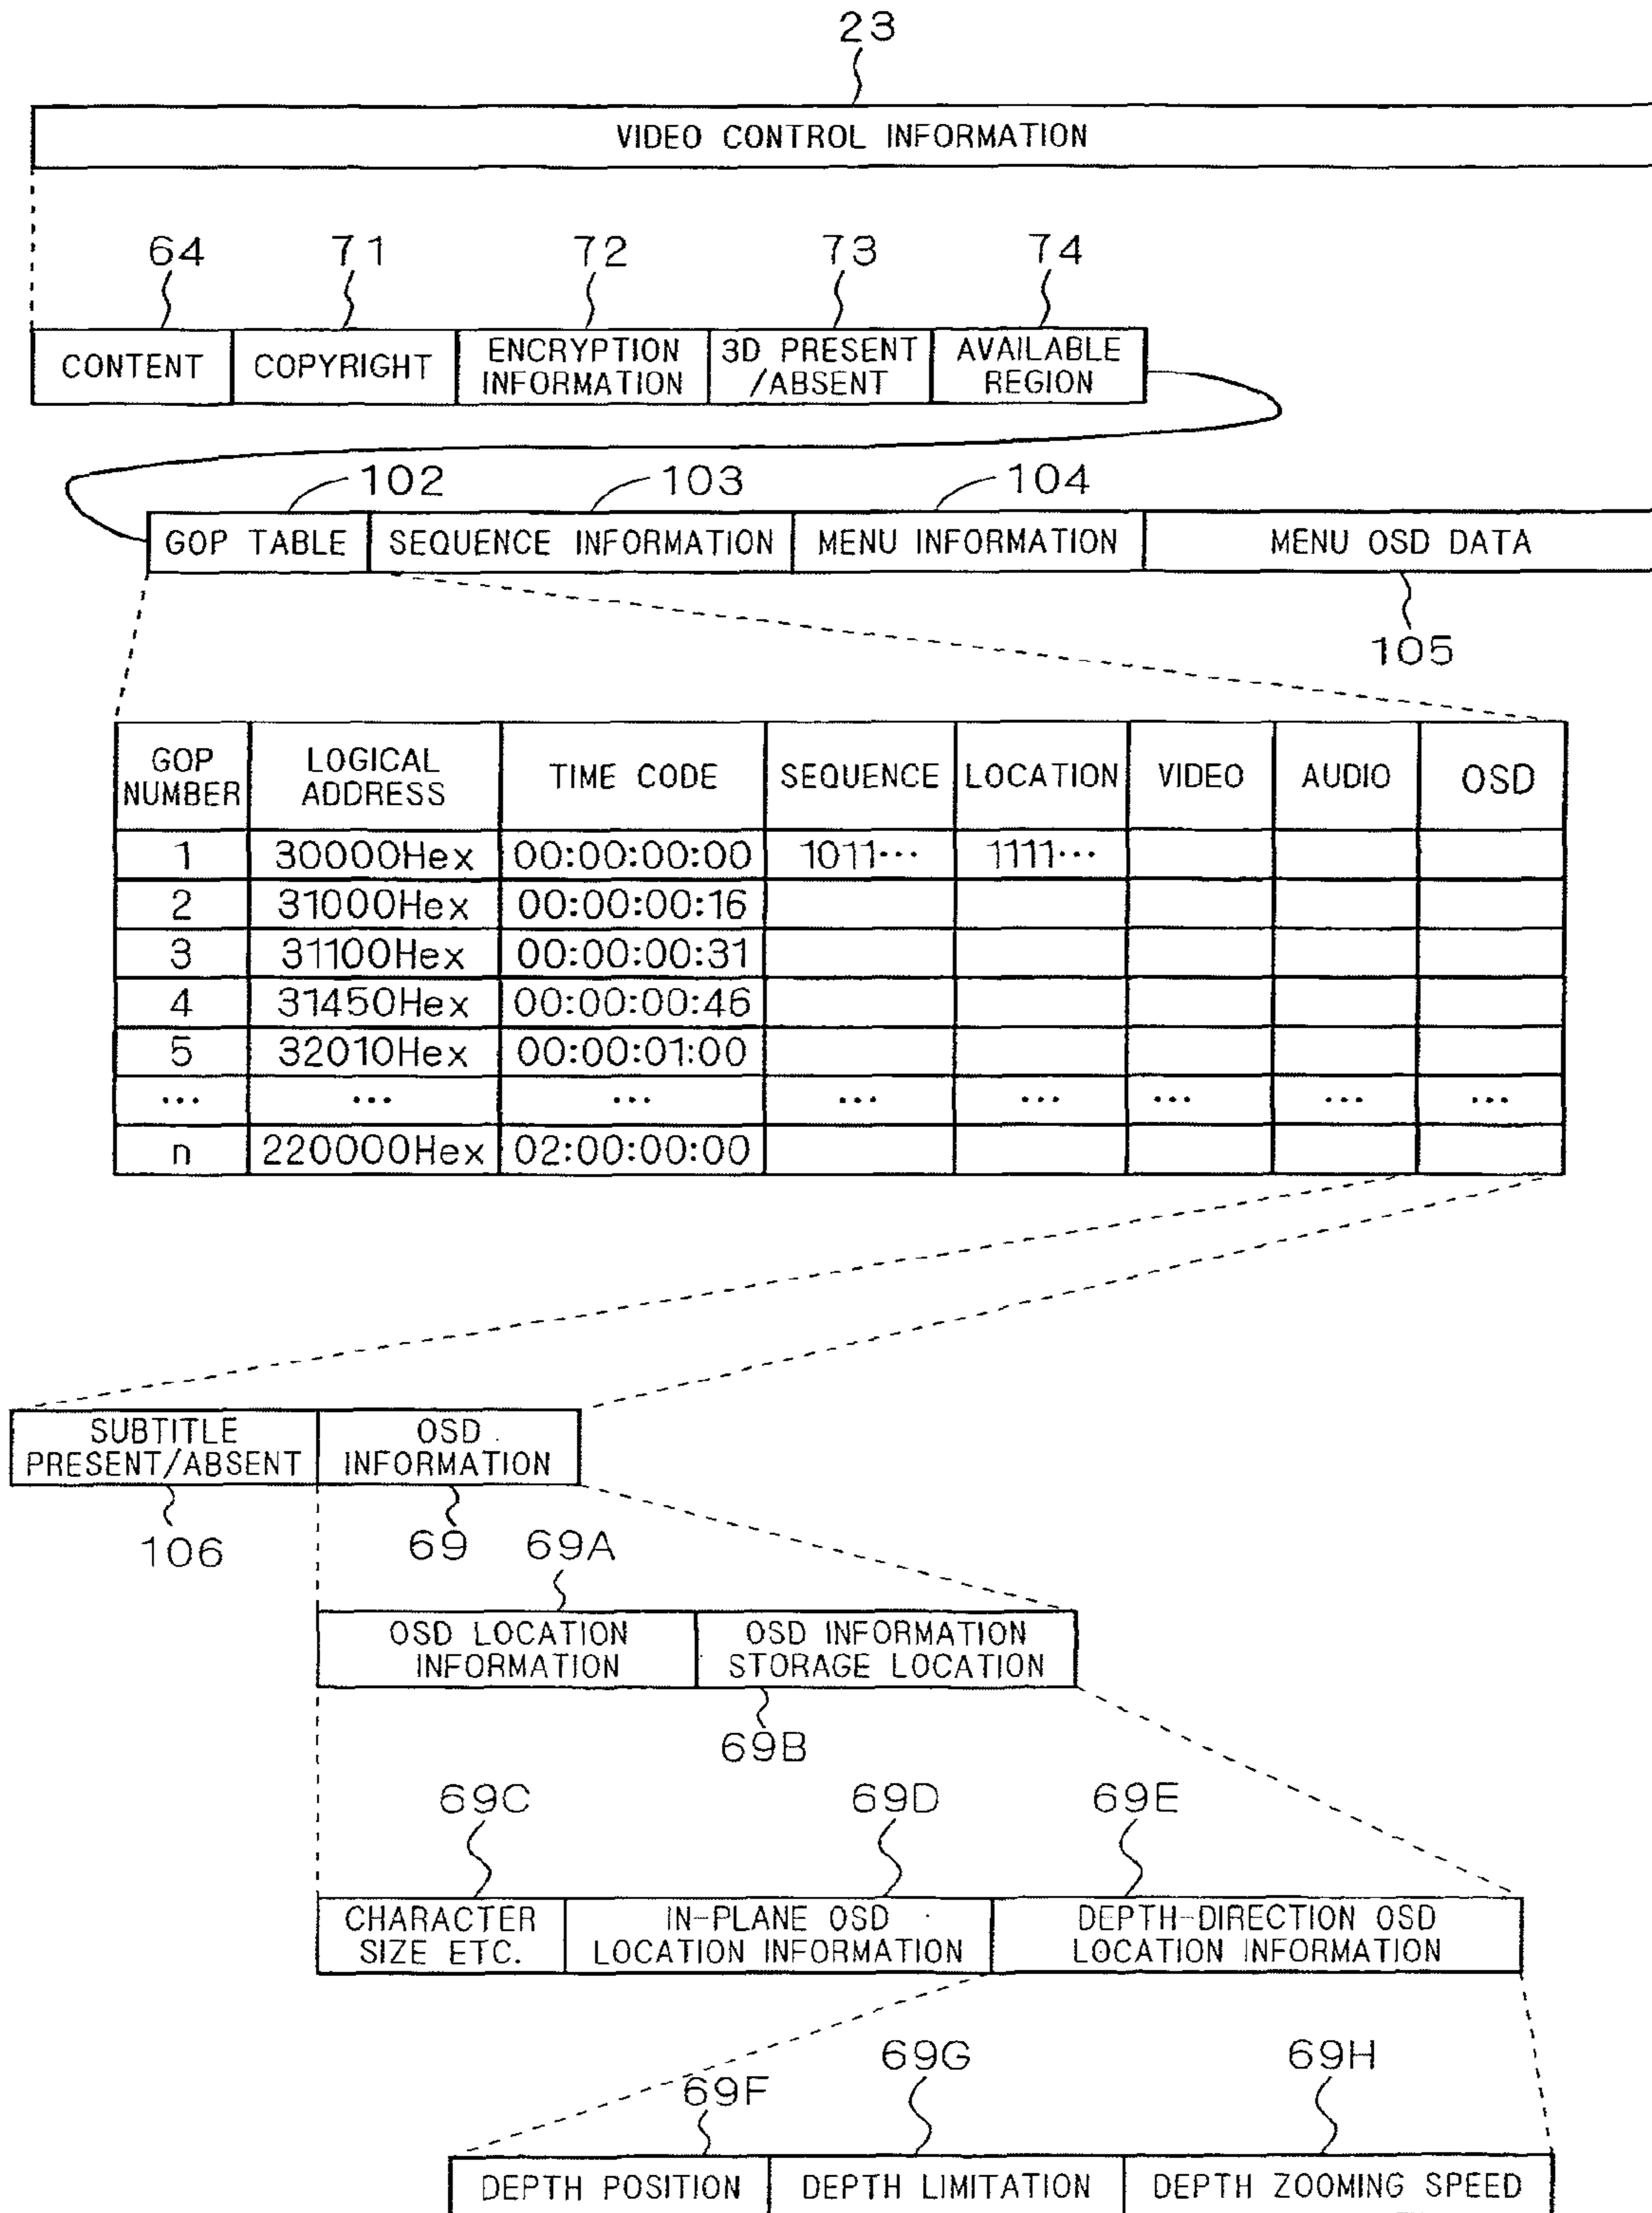 23
VIDEO CONTROL INFORMATION
64 71 72 73 74
CONTENT COPYRIGHT ENCRYPTION INFORMATION 3D PRESENT /ABSENT AVAILABLE REGION
102 103 104
GOP TABLE SEQUENCE INFORMATION MENU INFORMATION MENU OSD DATA
105
GOP NUMBER LOGICAL ADDRESS TIME CODE SEQUENCE LOCATION VIDEO AUDIO OSD
1 30000Hex 00:00:00:00 1011··· 1111···
2 31000Hex 00:00:00:16
3 31100Hex 00:00:00:31
4 31450Hex 00:00:00:46
5 32010Hex 00:00:01:00
··· ··· ··· ··· ··· ··· ··· ···
n 220000Hex 02:00:00:00
SUBTITLE PRESENT/ABSENT OSD INFORMATION
106 69 69A
OSD LOCATION INFORMATION OSD INFORMATION STORAGE LOCATION
69B
69C 69D 69E
CHARACTER SIZE ETC. IN-PLANE OSD LOCATION INFORMATION DEPTH-DIRECTION OSD LOCATION INFORMATION
69F 69G 69H
DEPTH POSITION DEPTH LIMITATION DEPTH ZOOMING SPEED